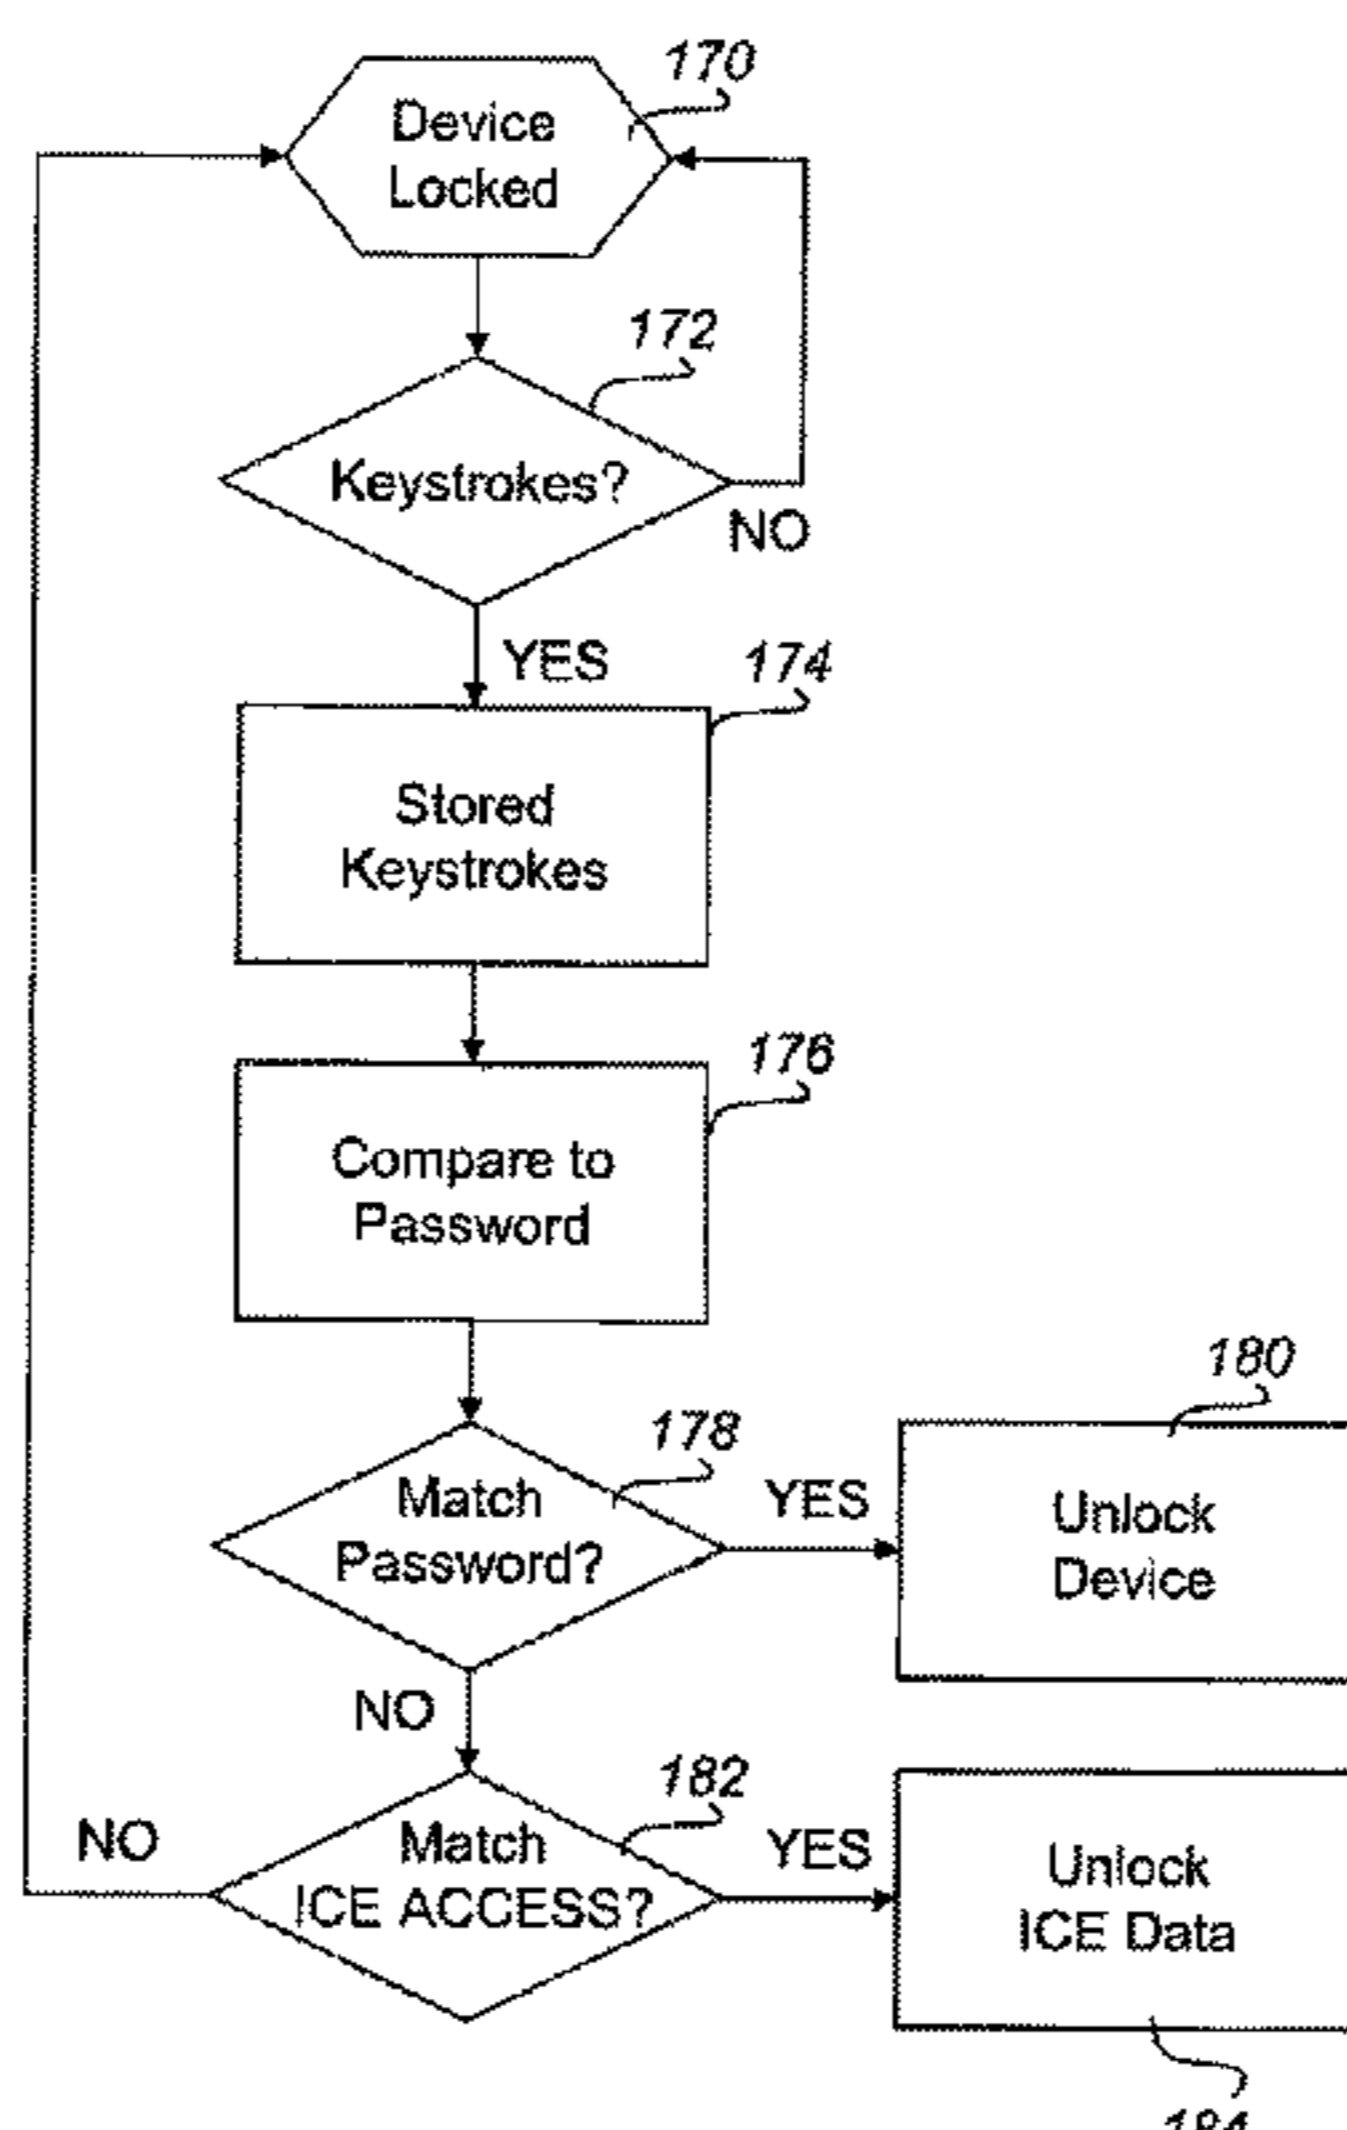 170
Device
Locked
172
Keystrokes?
NO
YES
174
Stored
Keystrokes
176
Compare to
Password
180
178
Match
Password?
YES
Unlock
Device
NO
182
NO
Match
ICE ACCESS?
YES
Unlock
ICE Data
184